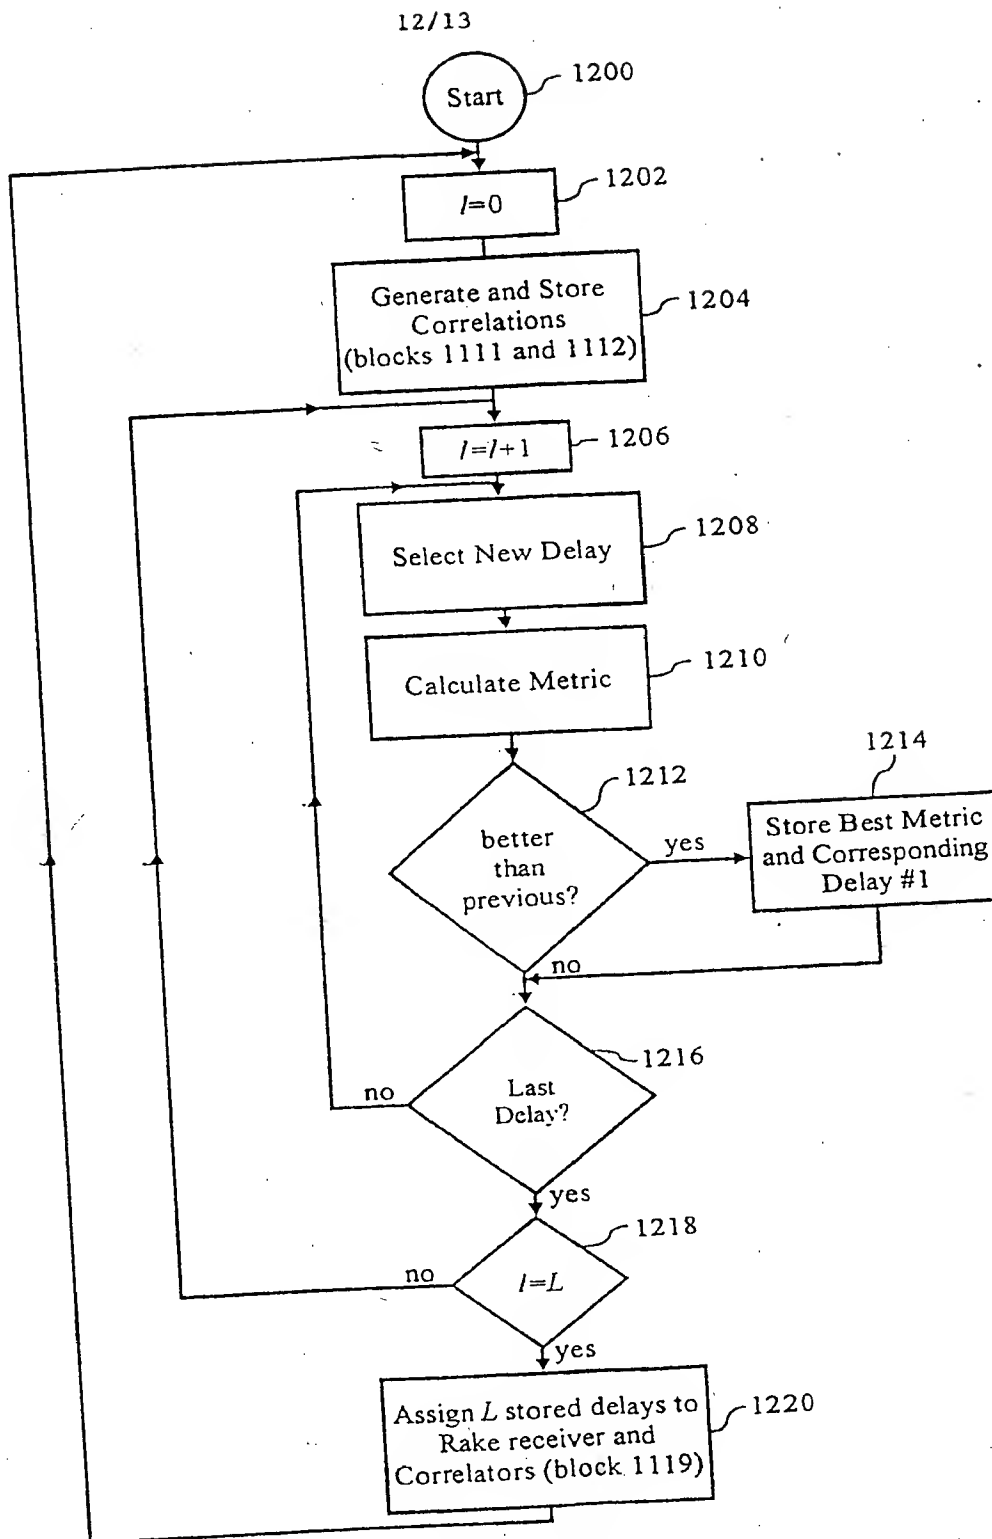 12/13
Start
1200
l=0
1202
Generate and Store
Correlations
(blocks 1111 and 1112)
1204
l=l+1
1206
Select New Delay
1208
Calculate Metric
1210
better
than
previous?
1212
yes
1214
Store Best Metric
and Corresponding
Delay #1
no
Last
Delay?
1216
no
yes
l=L
1218
no
yes
Assign L stored delays to
Rake receiver and
Correlators (block 1119)
1220